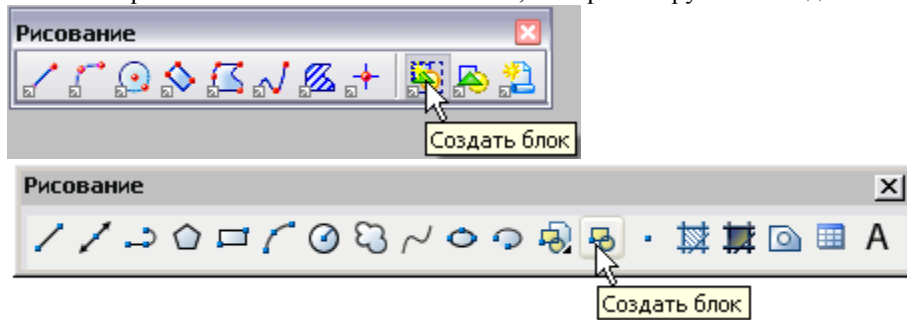 Рисование
Создать блок
Рисование
A
Создать блок